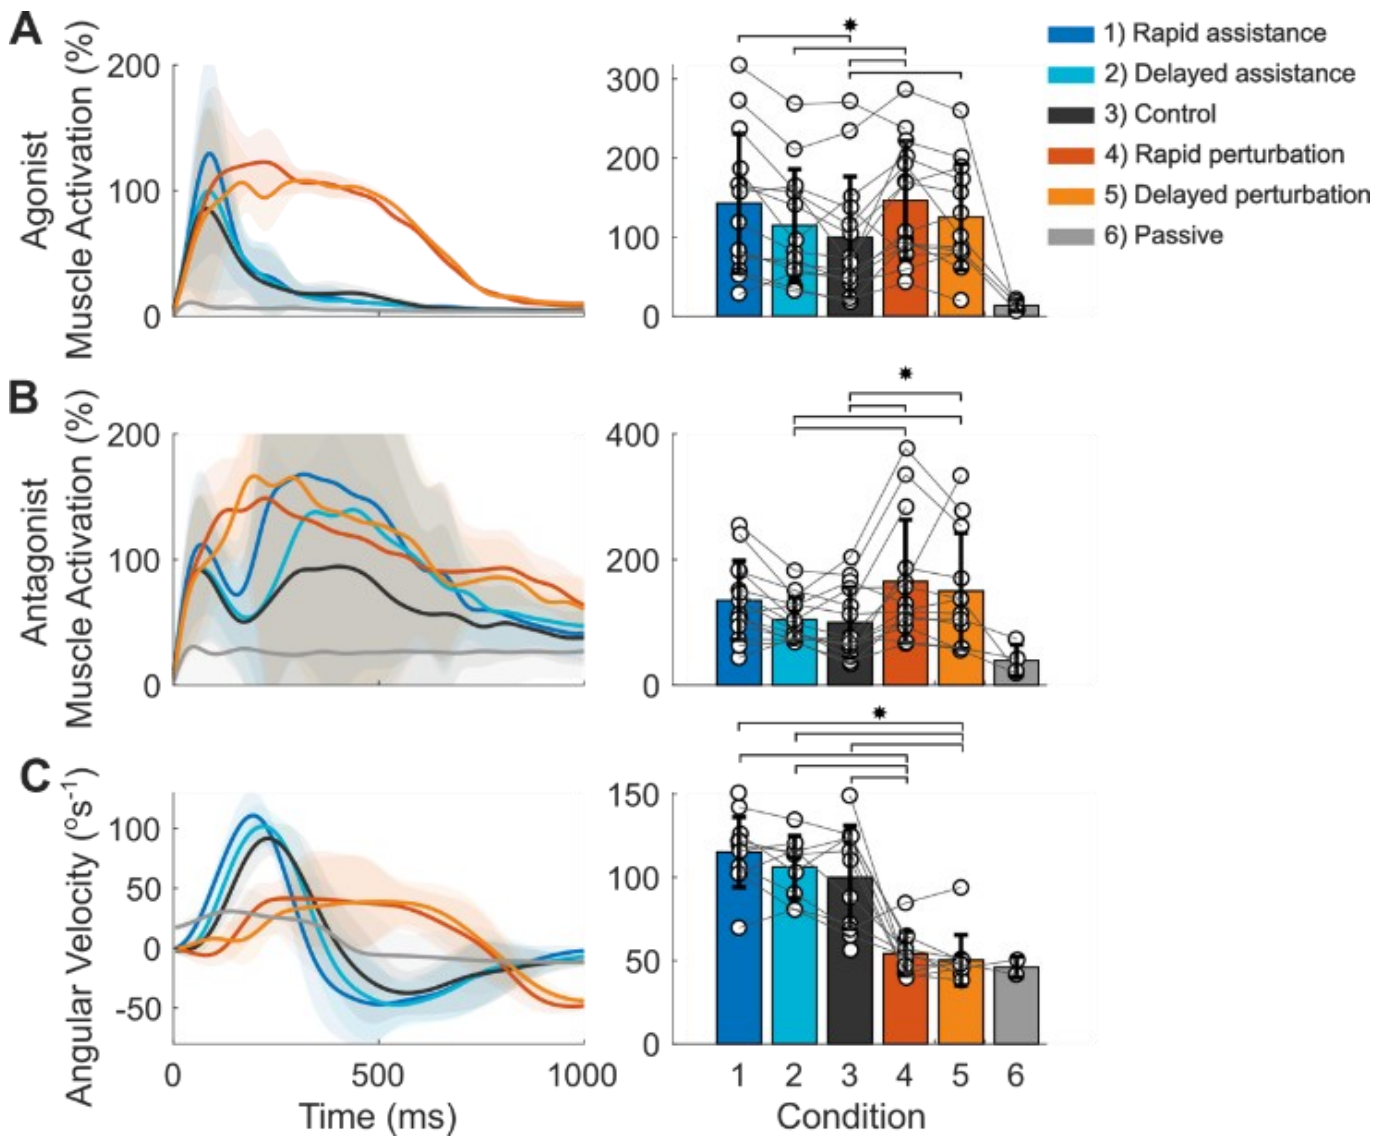 A
Agonist
Muscle Activation (%)
200
100
0
✷
300
200
100
0
1) Rapid assistance
2) Delayed assistance
3) Control
4) Rapid perturbation
5) Delayed perturbation
6) Passive
B
Antagonist
Muscle Activation (%)
200
100
0
✷
400
200
0
C
Angular Velocity (⁰s⁻¹)
100
50
0
-50
0 500 1000
Time (ms)
✷
150
100
50
0
1 2 3 4 5 6
Condition